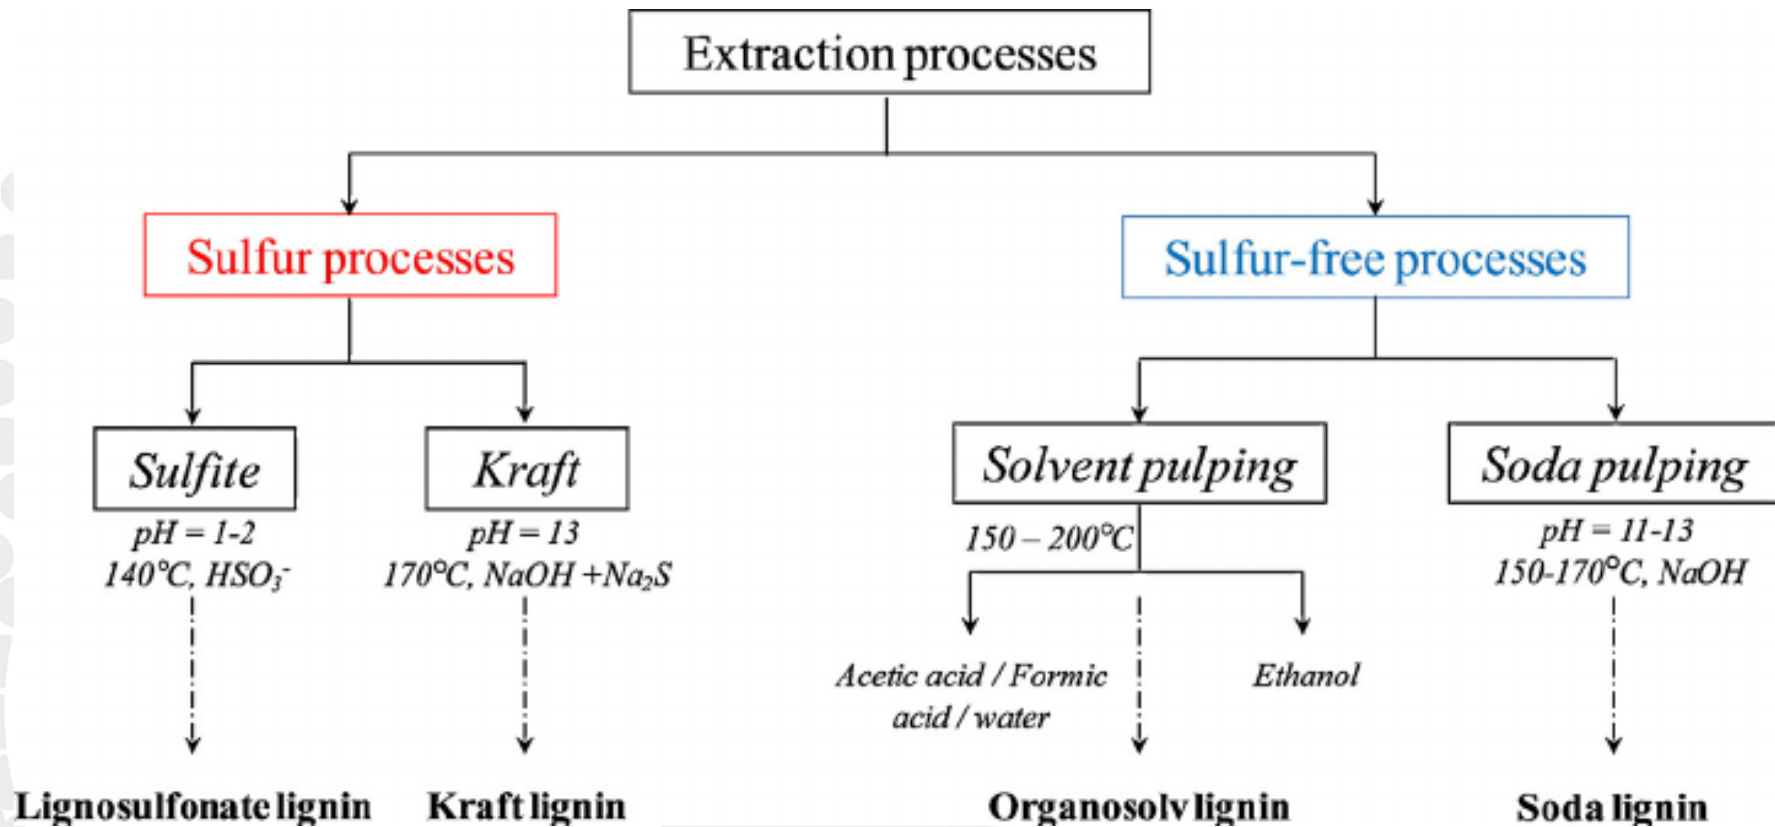 Extraction processes
Sulfur processes
Sulfur-free processes
Sulfite
Kraft
Solvent pulping
Soda pulping
pH = 1-2
140°C, HSO₃⁻
pH = 13
170°C, NaOH +Na₂S
150 – 200°C
pH = 11-13
150-170°C, NaOH
Acetic acid / Formic
acid / water
Ethanol
Lignosulfonate lignin
Kraft lignin
Organosolv lignin
Soda lignin